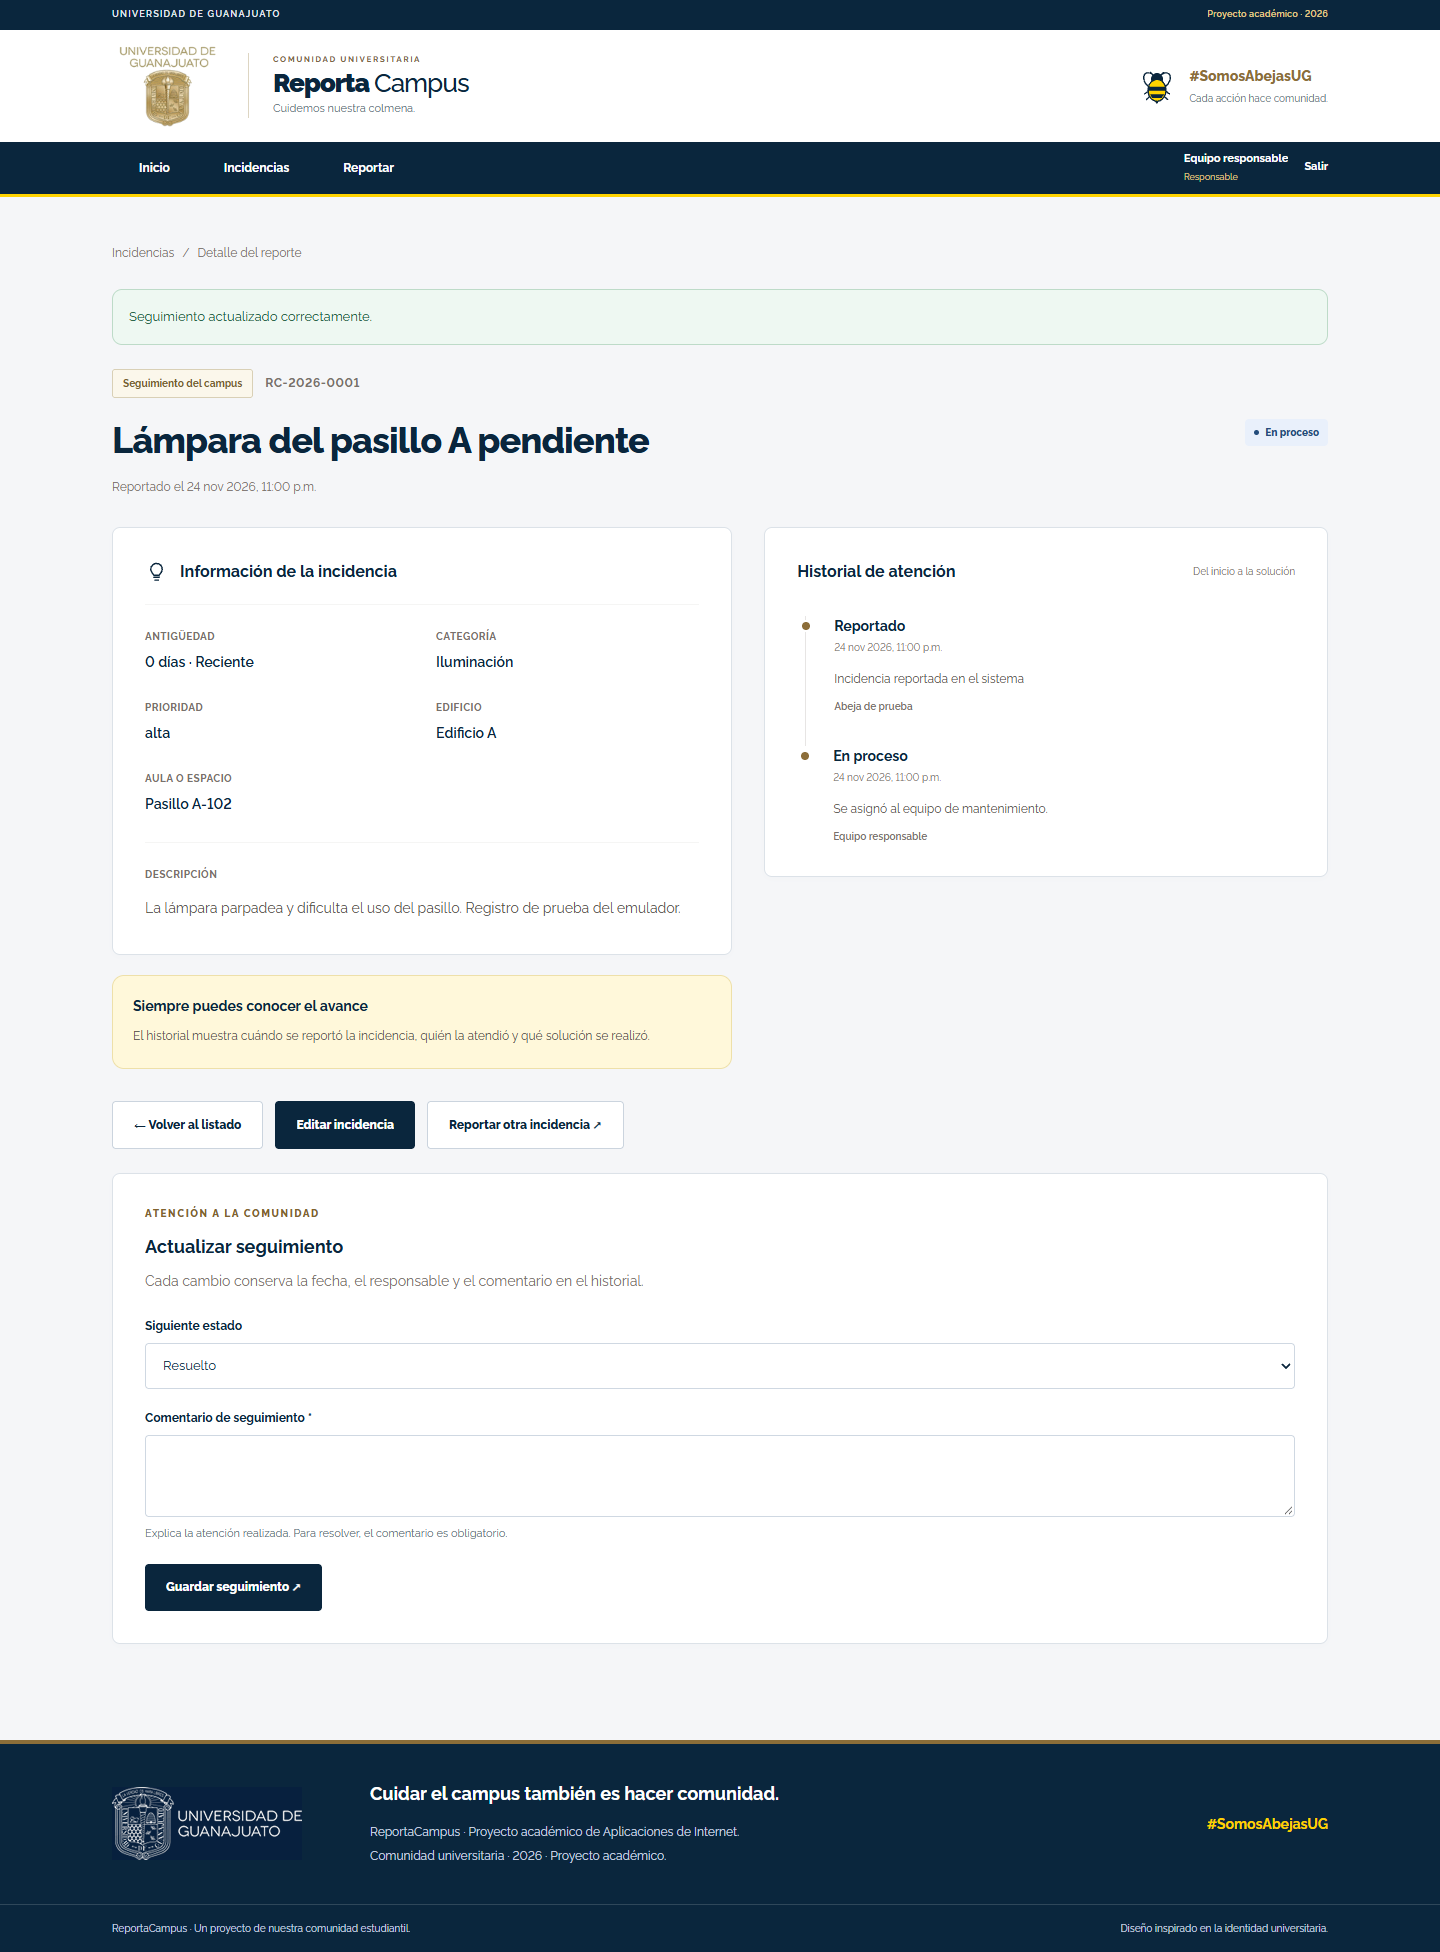 UNIVERSIDAD DE GUANAJUATO
Proyecto académico · 2026
UNIVERSIDAD DE
GUANAJUATO
COMUNIDAD UNIVERSITARIA
Reporta Campus
Cuidemos nuestra colmena.
#SomosAbejasUG
Cada acción hace comunidad.
Inicio
Incidencias
Reportar
Equipo responsable
Responsable
Salir
Incidencias / Detalle del reporte
Seguimiento actualizado correctamente.
Seguimiento del campus
RC-2026-0001
Lámpara del pasillo A pendiente
En proceso
Reportado el 24 nov 2026, 11:00 p.m.
Información de la incidencia
ANTIGÜEDAD
0 días · Reciente
CATEGORÍA
Iluminación
PRIORIDAD
alta
EDIFICIO
Edificio A
AULA O ESPACIO
Pasillo A-102
DESCRIPCIÓN
La lámpara parpadea y dificulta el uso del pasillo. Registro de prueba del emulador.
Historial de atención
Del inicio a la solución
Reportado
24 nov 2026, 11:00 p.m.
Incidencia reportada en el sistema
Abeja de prueba
En proceso
24 nov 2026, 11:00 p.m.
Se asignó al equipo de mantenimiento.
Equipo responsable
Siempre puedes conocer el avance
El historial muestra cuándo se reportó la incidencia, quién la atendió y qué solución se realizó.
← Volver al listado
Editar incidencia
Reportar otra incidencia ↗
ATENCIÓN A LA COMUNIDAD
Actualizar seguimiento
Cada cambio conserva la fecha, el responsable y el comentario en el historial.
Siguiente estado
Resuelto
Comentario de seguimiento *
Explica la atención realizada. Para resolver, el comentario es obligatorio.
Guardar seguimiento ↗
UNIVERSIDAD DE
GUANAJUATO
Cuidar el campus también es hacer comunidad.
ReportaCampus · Proyecto académico de Aplicaciones de Internet.
Comunidad universitaria · 2026 · Proyecto académico.
#SomosAbejasUG
ReportaCampus · Un proyecto de nuestra comunidad estudiantil.
Diseño inspirado en la identidad universitaria.